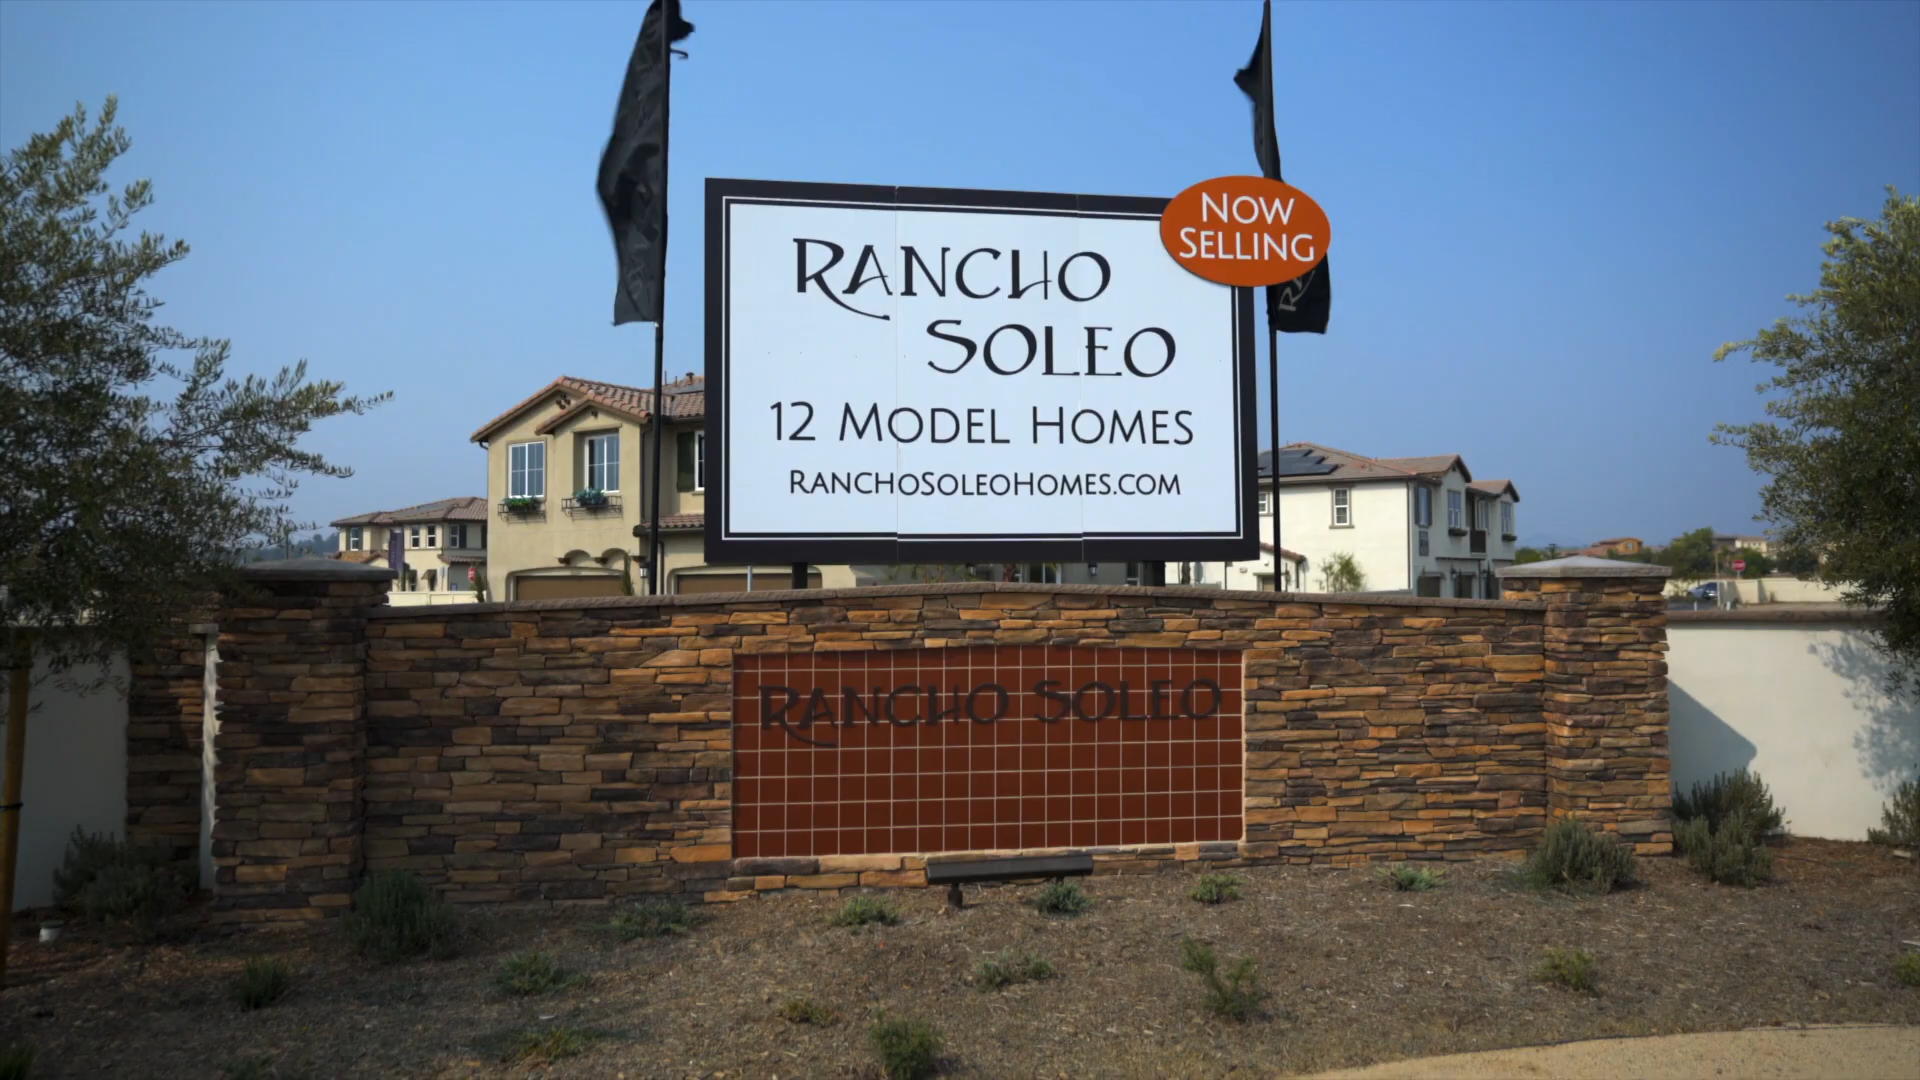 NOW
SELLING
RANCHO
SOLEO
12 MODEL HOMES
RANCHOSOLEOHOMES.COM
RANCHO SOLEO